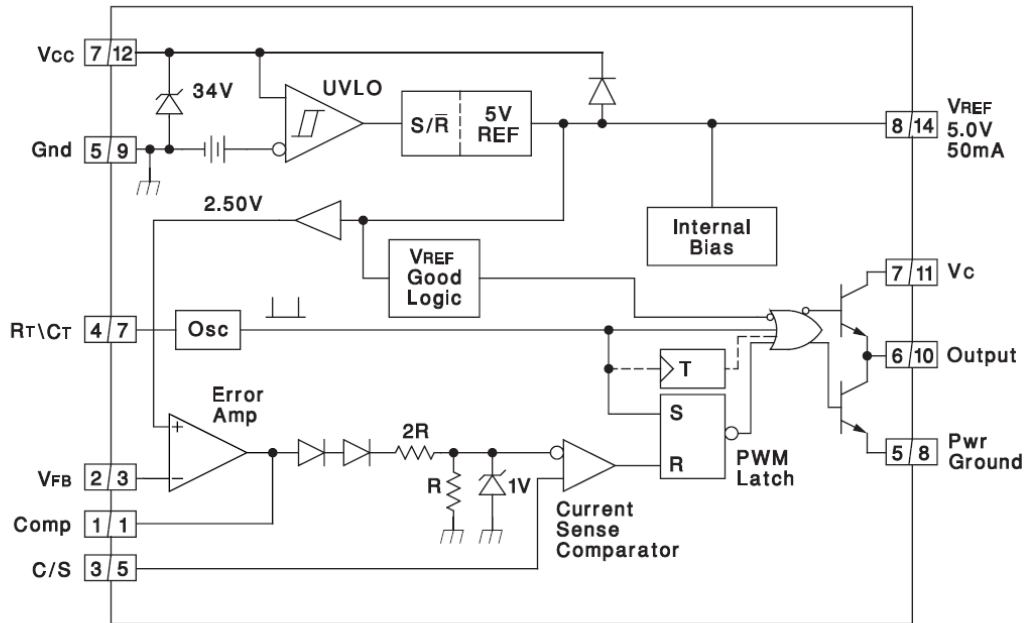 Vcc 7 12
34V
UVLO
S/R̅
5V
REF
8 14
VREF
5.0V
50mA
Gnd 5 9
2.50V
Internal
Bias
VREF
Good
Logic
7 11 Vc
RT\CT 4 7
Osc
T
6 10 Output
Error
Amp
+
−
2R
R
1V
S
R
PWM
Latch
5 8
Pwr
Ground
VFB 2 3
Comp 1 1
Current
Sense
Comparator
C/S 3 5